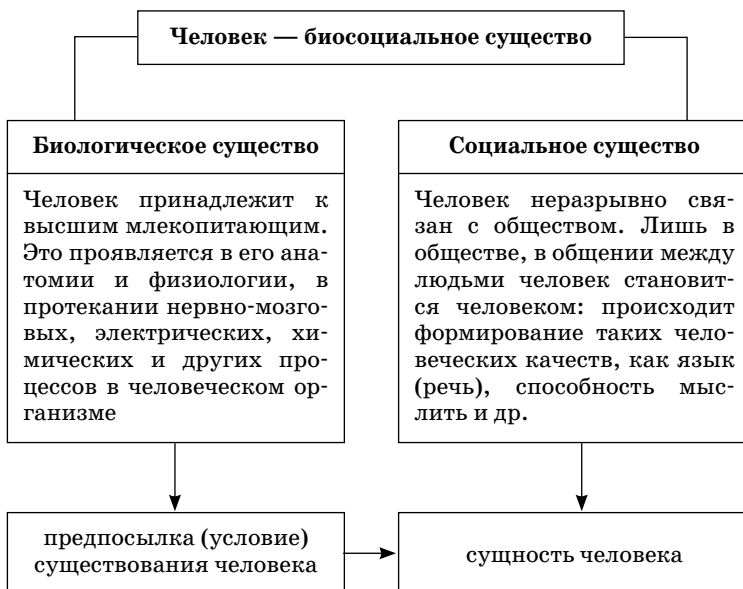 Человек — биосоциальное существо
Биологическое существо
Человек принадлежит к
высшим млекопитающим.
Это проявляется в его ана-
томии и физиологии, в
протекании нервно-мозго-
вых, электрических, хи-
мических и других про-
цессов в человеческом ор-
ганизме
Социальное существо
Человек неразрывно свя-
зан с обществом. Лишь в
обществе, в общении между
людьми человек становит-
ся человеком: происходит
формирование таких чело-
веческих качеств, как язык
(речь), способность мыс-
лить и др.
предпосылка (условие)
существования человека
сущность человека